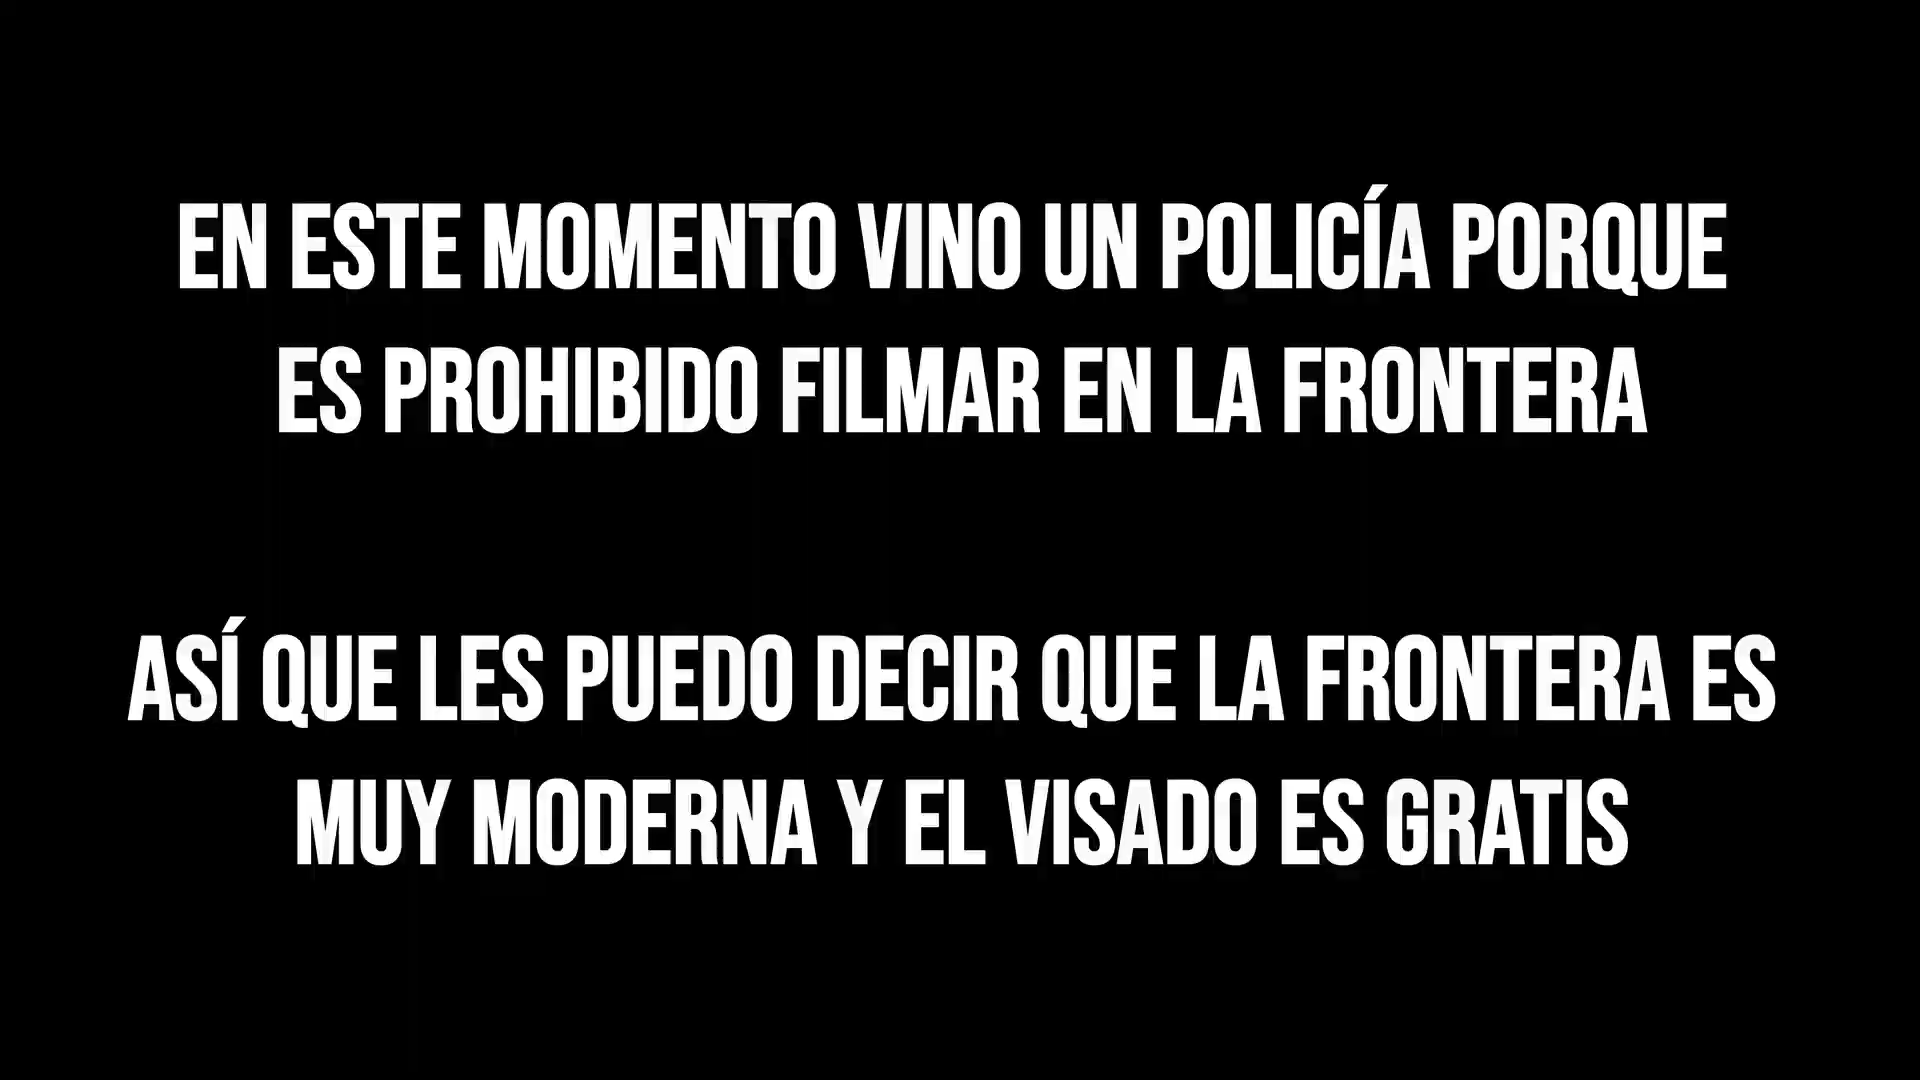 EN ESTE MOMENTO VINO UN POLICÍA PORQUE
ES PROHIBIDO FILMAR EN LA FRONTERA
ASÍ QUE LES PUEDO DECIR QUE LA FRONTERA ES
MUY MODERNA Y EL VISADO ES GRATIS